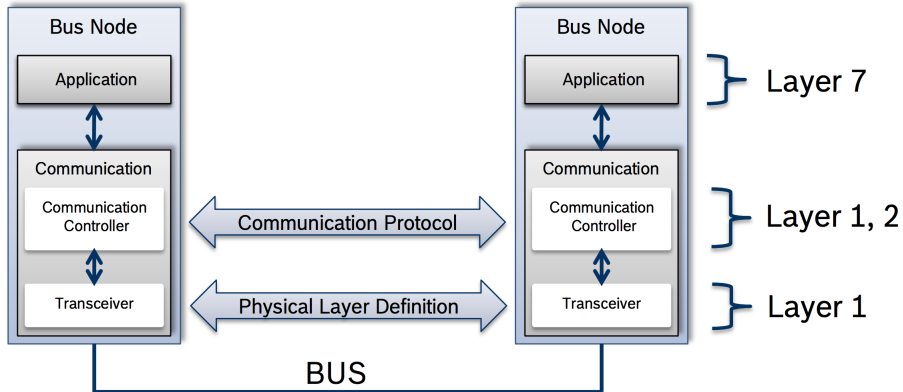 Bus Node
Bus Node
Application
Application
Layer 7
Communication
Communication
Communication
Controller
Communication Protocol
Communication
Controller
Layer 1, 2
Transceiver
Physical Layer Definition
Transceiver
Layer 1
BUS